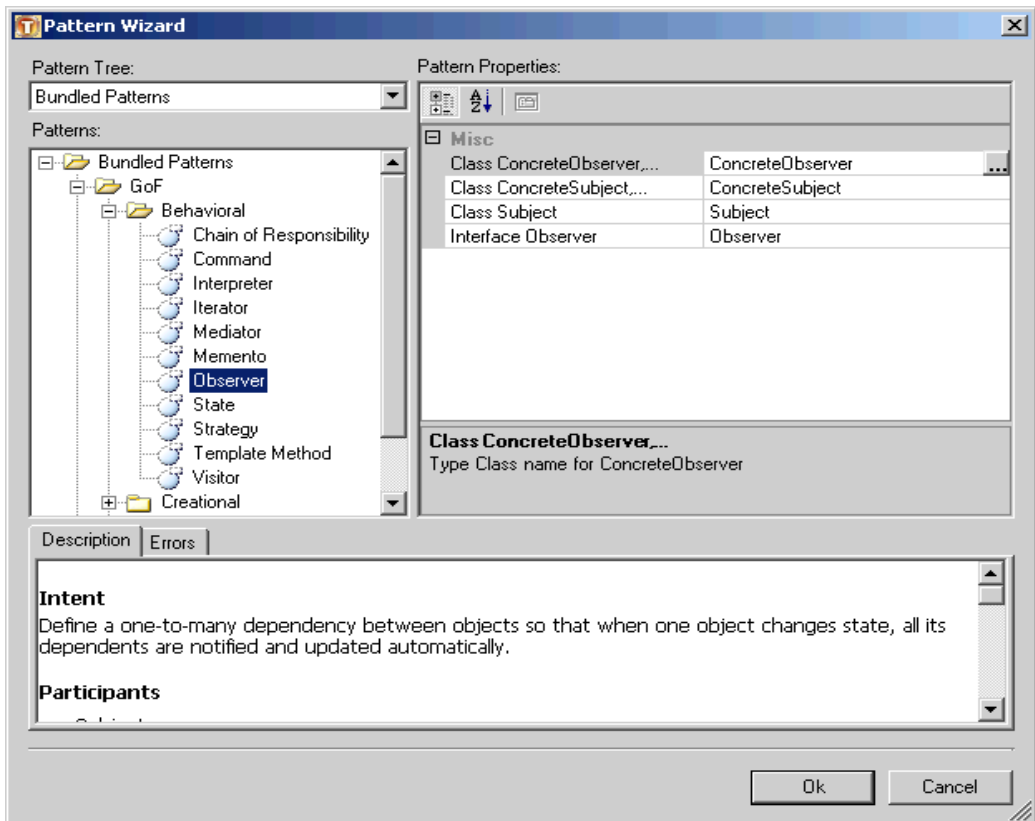 Pattern Wizard
Pattern Tree:
Bundled Patterns
Patterns:
Bundled Patterns
GoF
Behavioral
Chain of Responsibility
Command
Interpreter
Iterator
Mediator
Memento
Observer
State
Strategy
Template Method
Visitor
Creational
Pattern Properties:
Misc
Class ConcreteObserver,... ConcreteObserver ...
Class ConcreteSubject,... ConcreteSubject
Class Subject Subject
Interface Observer Observer
Class ConcreteObserver,...
Type Class name for ConcreteObserver
Description Errors
Intent
Define a one-to-many dependency between objects so that when one object changes state, all its
dependents are notified and updated automatically.
Participants
Ok Cancel